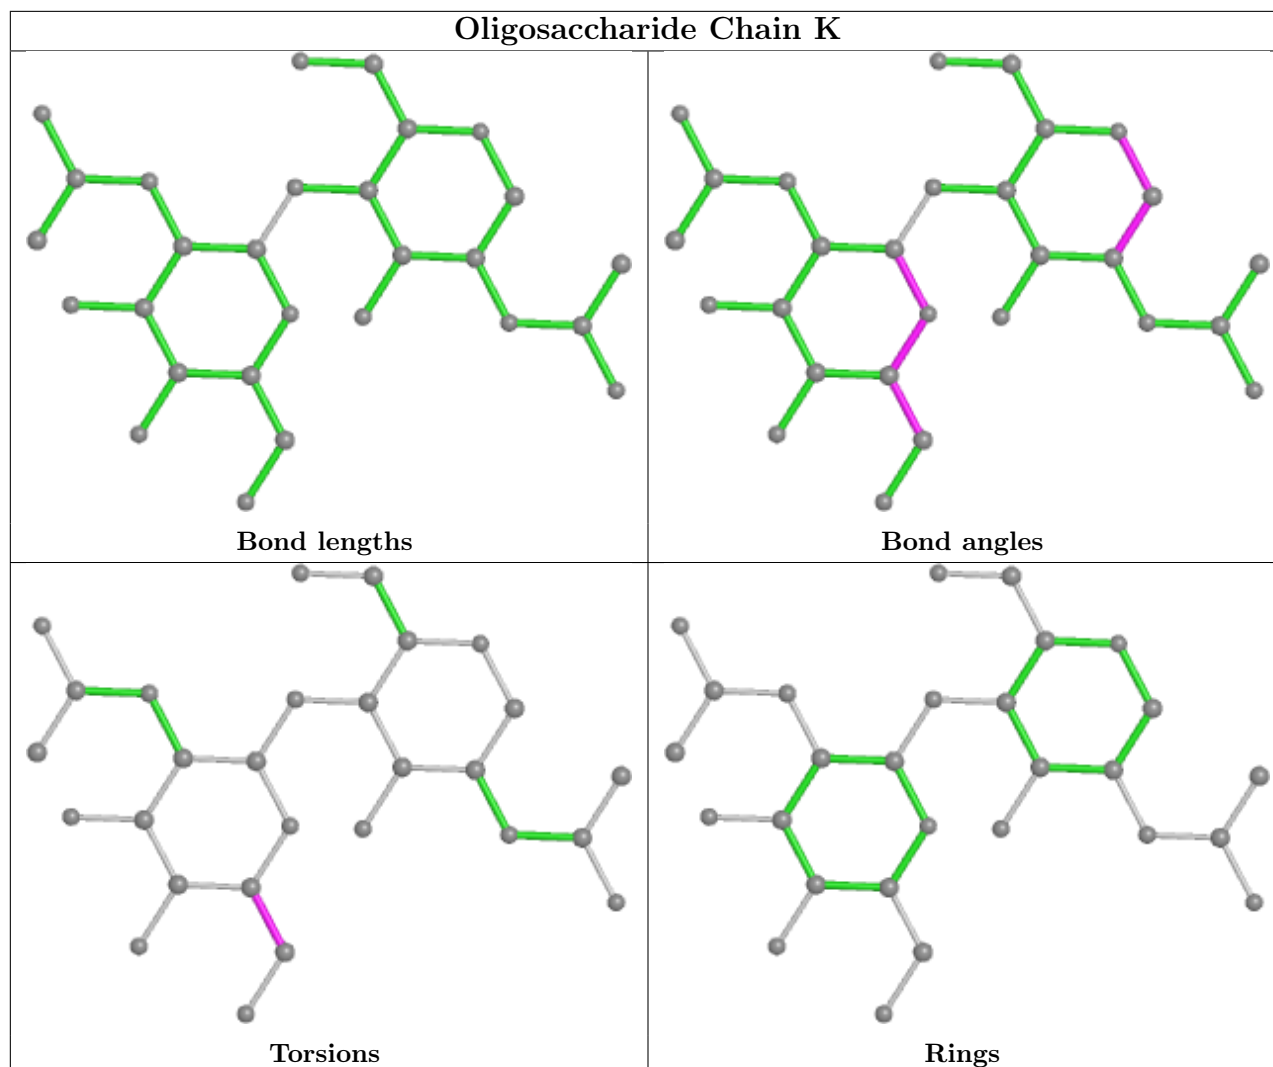 Oligosaccharide Chain K
Bond lengths
Bond angles
Torsions
Rings